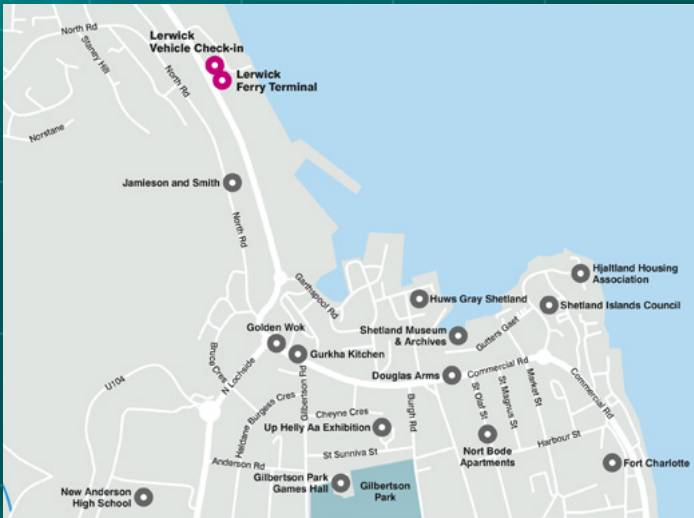 North Rd
Lerwick
Vehicle Check-in
Staney Hill
North Rd
Lerwick
Ferry Terminal
Norstane
Jamieson and Smith
North Rd
Hjaltland Housing
Association
Garthspool Rd
Huws Gray Shetland
Shetland Islands Council
Golden Wok
Shetland Museum
& Archives
Gutters Gaet
Bruce Cres
N Lochside
Gurkha Kitchen
Commercial Rd
U104
Gilbertson Rd
Douglas Arms
Market St
St Magnus St
Commercial Rd
Haldane Burgess Cres
St Olaf St
Cheyne Cres
Burgh Rd
Up Helly Aa Exhibition
Harbour St
St Sunniva St
Nort Bode
Apartments
Anderson Rd
Fort Charlotte
Gilbertson Park
Games Hall
Gilbertson
Park
New Anderson
High School